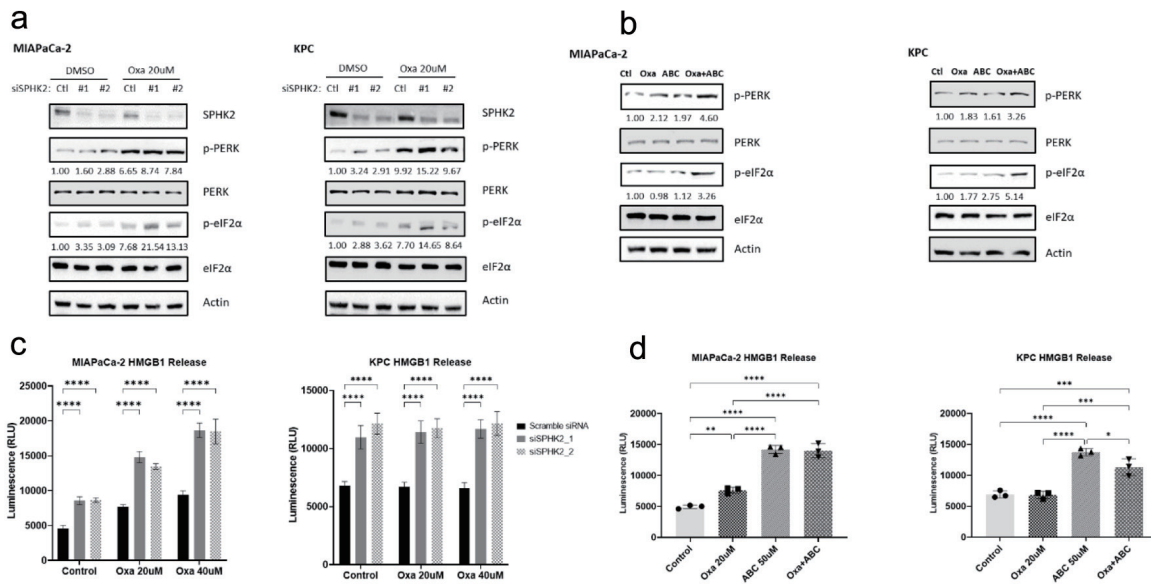 a
MIAPaCa-2
DMSO Oxa 20uM
siSPHK2: Ctl #1 #2 Ctl #1 #2
SPHK2
p-PERK
1.00 1.60 2.88 6.65 8.74 7.84
PERK
p-eIF2α
1.00 3.35 3.09 7.68 21.54 13.13
eIF2α
Actin
KPC
DMSO Oxa 20uM
siSPHK2: Ctl #1 #2 Ctl #1 #2
SPHK2
p-PERK
1.00 3.24 2.91 9.92 15.22 9.67
PERK
p-eIF2α
1.00 2.88 3.62 7.70 14.65 8.64
eIF2α
Actin
b
MIAPaCa-2
Ctl Oxa ABC Oxa+ABC
p-PERK
1.00 2.12 1.97 4.60
PERK
p-eIF2α
1.00 0.98 1.12 3.26
eIF2α
Actin
KPC
Ctl Oxa ABC Oxa+ABC
p-PERK
1.00 1.83 1.61 3.26
PERK
p-eIF2α
1.00 1.77 2.75 5.14
eIF2α
Actin
c
MIAPaCa-2 HMGB1 Release
Luminescence (RLU)
25000
20000
15000
10000
5000
0
**** **** ****
**** **** ****
Control Oxa 20uM Oxa 40uM
KPC HMGB1 Release
Luminescence (RLU)
15000
12000
9000
6000
3000
0
**** **** ****
**** **** ****
Control Oxa 20uM Oxa 40uM
Scramble siRNA
siSPHK2_1
siSPHK2_2
d
MIAPaCa-2 HMGB1 Release
Luminescence (RLU)
20000
15000
10000
5000
0
****
****
****
** ****
Control Oxa 20uM ABC 50uM Oxa+ABC
KPC HMGB1 Release
Luminescence (RLU)
20000
15000
10000
5000
0
***
***
****
**** *
Control Oxa 20uM ABC 50uM Oxa+ABC